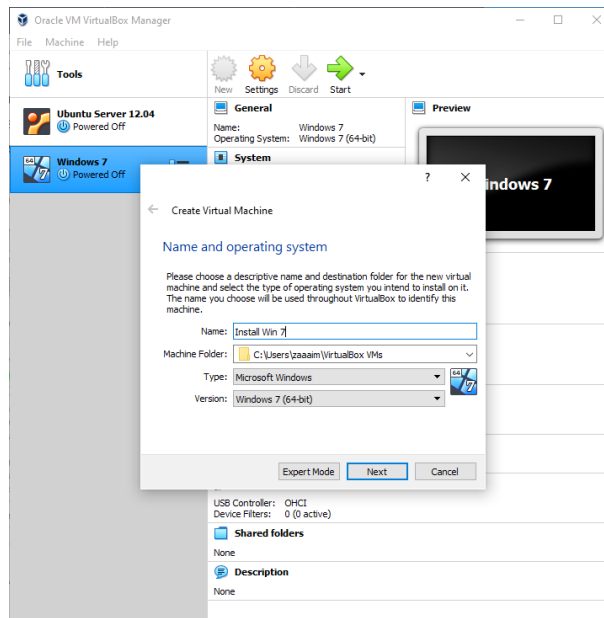 Oracle VM VirtualBox Manager
File Machine Help
Tools
New Settings Discard Start
Ubuntu Server 12.04
Powered Off
64
Windows 7
Powered Off
General
Name: Windows 7
Operating System: Windows 7 (64-bit)
System
Preview
indows 7
?
Create Virtual Machine
Name and operating system
Please choose a descriptive name and destination folder for the new virtual
machine and select the type of operating system you intend to install on it.
The name you choose will be used throughout VirtualBox to identify this
machine.
Name: Install Win 7
Machine Folder: C:\Users\zaaaim\VirtualBox VMs
Type: Microsoft Windows
64
7
Version: Windows 7 (64-bit)
Expert Mode Next Cancel
USB Controller: OHCI
Device Filters: 0 (0 active)
Shared folders
None
Description
None